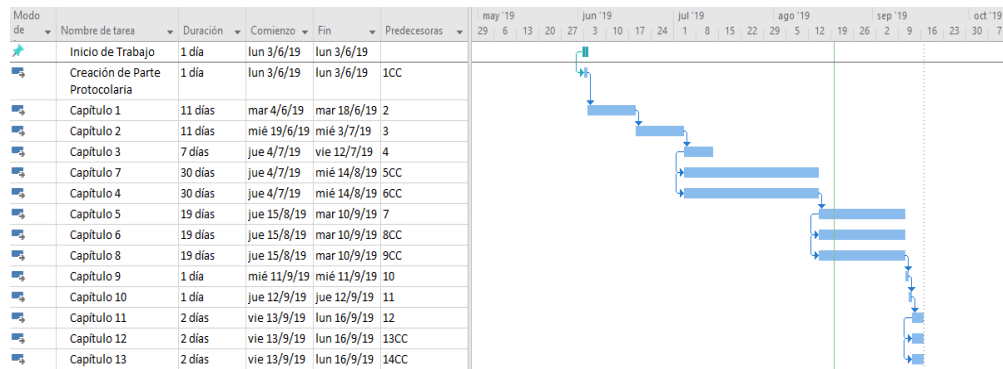 Modo de Nombre de tarea Duración Comienzo Fin Predecesoras
Inicio de Trabajo 1 día lun 3/6/19 lun 3/6/19
Creación de Parte Protocolaria 1 día lun 3/6/19 lun 3/6/19 1CC
Capítulo 1 11 días mar 4/6/19 mar 18/6/19 2
Capítulo 2 11 días mié 19/6/19 mié 3/7/19 3
Capítulo 3 7 días jue 4/7/19 vie 12/7/19 4
Capítulo 7 30 días jue 4/7/19 mié 14/8/19 5CC
Capítulo 4 30 días jue 4/7/19 mié 14/8/19 6CC
Capítulo 5 19 días jue 15/8/19 mar 10/9/19 7
Capítulo 6 19 días jue 15/8/19 mar 10/9/19 8CC
Capítulo 8 19 días jue 15/8/19 mar 10/9/19 9CC
Capítulo 9 1 día mié 11/9/19 mié 11/9/19 10
Capítulo 10 1 día jue 12/9/19 jue 12/9/19 11
Capítulo 11 2 días vie 13/9/19 lun 16/9/19 12
Capítulo 12 2 días vie 13/9/19 lun 16/9/19 13CC
Capítulo 13 2 días vie 13/9/19 lun 16/9/19 14CC
may '19 jun '19 jul '19 ago '19 sep '19 oct '19
29 6 13 20 27 3 10 17 24 1 8 15 22 29 5 12 19 26 2 9 16 23 30 7